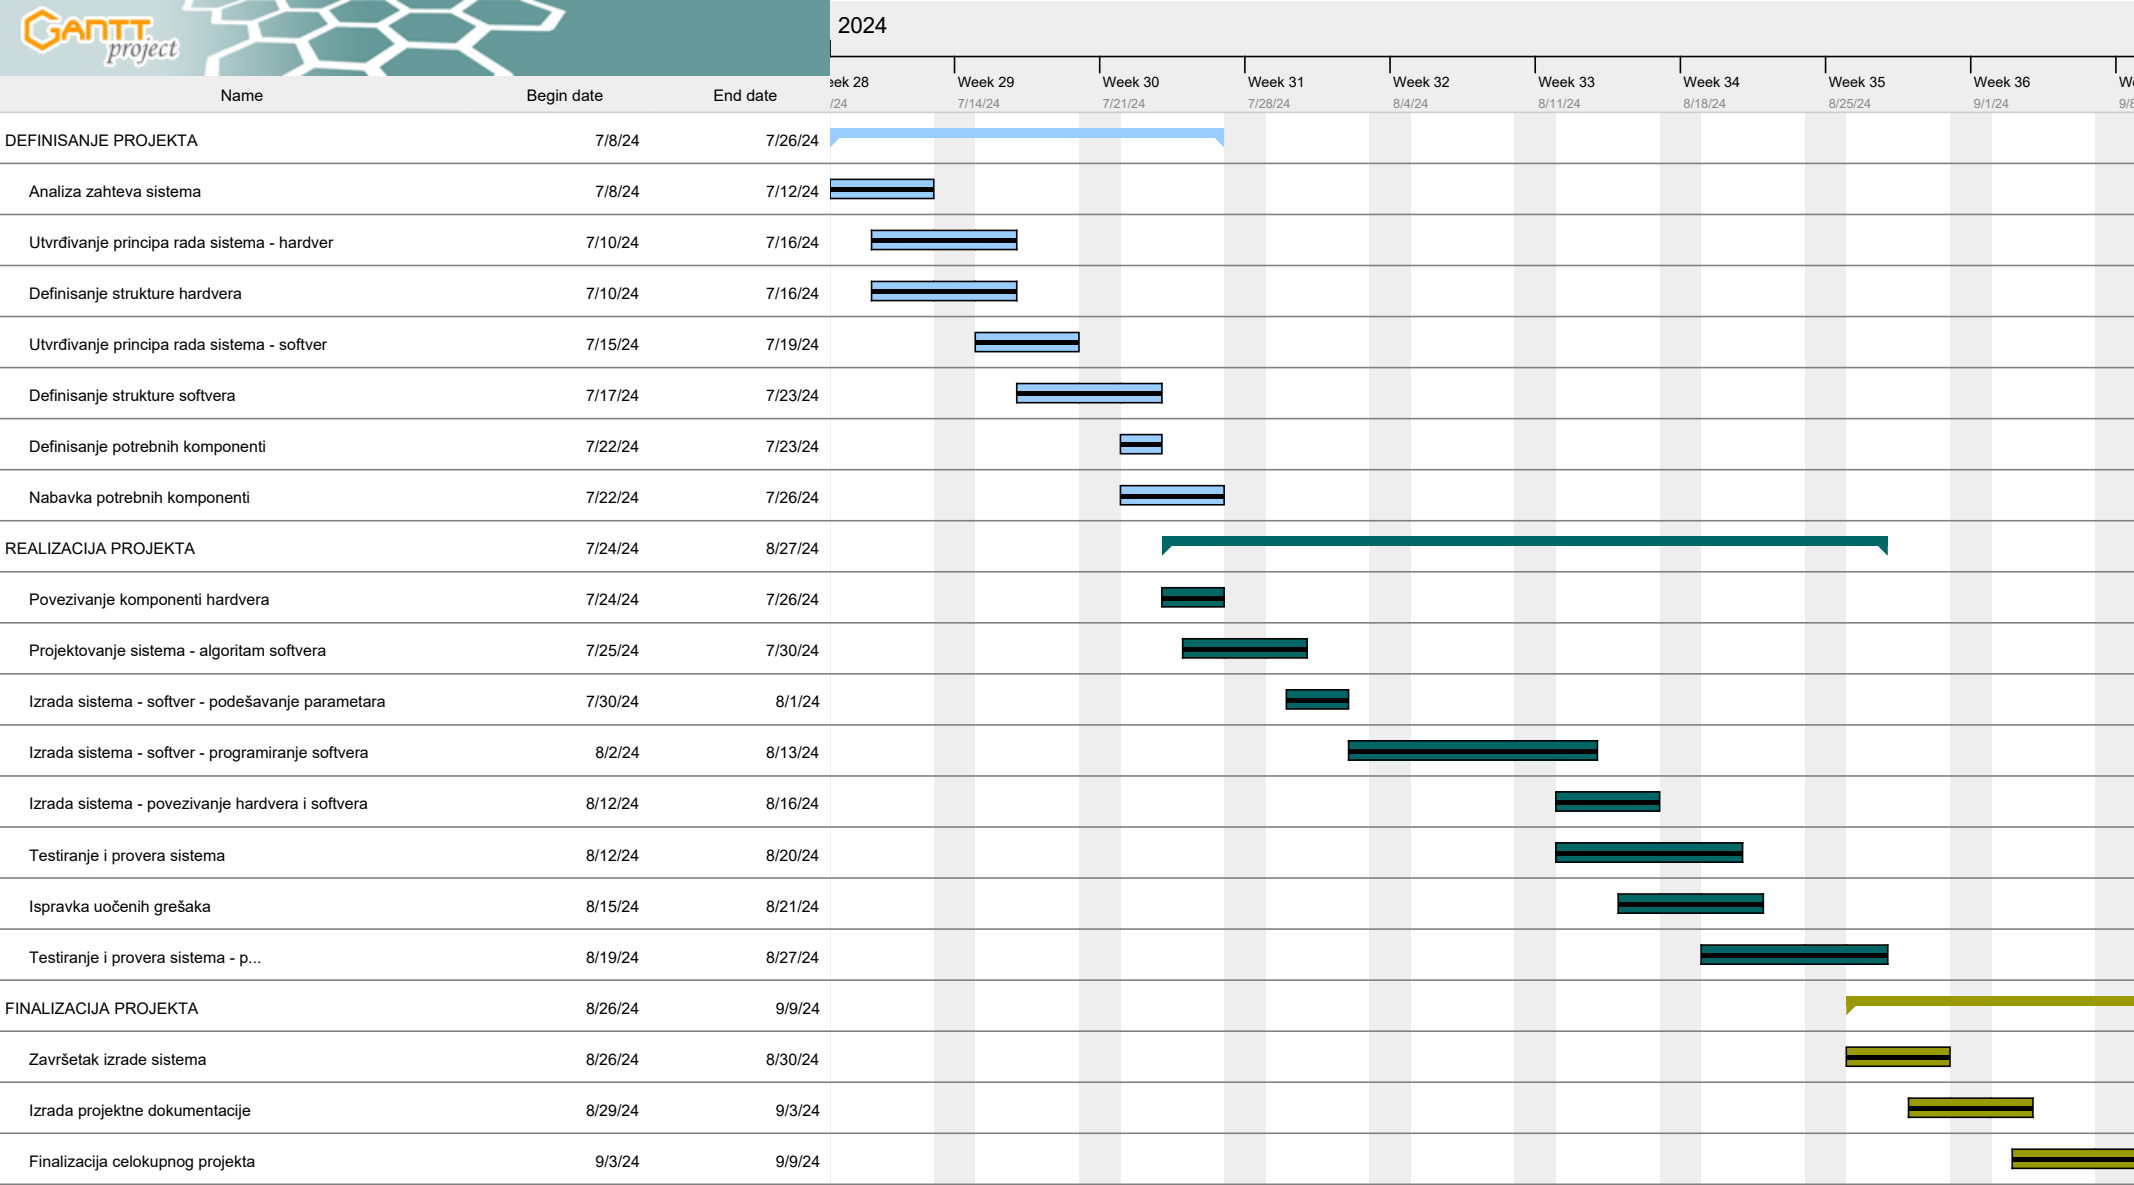 GANTT
project
2024
eek 28 Week 29 Week 30 Week 31 Week 32 Week 33 Week 34 Week 35 Week 36
Name Begin date End date
/24 7/14/24 7/21/24 7/28/24 8/4/24 8/11/24 8/18/24 8/25/24 9/1/24 9/8
DEFINISANJE PROJEKTA 7/8/24 7/26/24
Analiza zahteva sistema 7/8/24 7/12/24
Utvrđivanje principa rada sistema - hardver 7/10/24 7/16/24
Definisanje strukture hardvera 7/10/24 7/16/24
Utvrđivanje principa rada sistema - softver 7/15/24 7/19/24
Definisanje strukture softvera 7/17/24 7/23/24
Definisanje potrebnih komponenti 7/22/24 7/23/24
Nabavka potrebnih komponenti 7/22/24 7/26/24
REALIZACIJA PROJEKTA 7/24/24 8/27/24
Povezivanje komponenti hardvera 7/24/24 7/26/24
Projektovanje sistema - algoritam softvera 7/25/24 7/30/24
Izrada sistema - softver - podešavanje parametara 7/30/24 8/1/24
Izrada sistema - softver - programiranje softvera 8/2/24 8/13/24
Izrada sistema - povezivanje hardvera i softvera 8/12/24 8/16/24
Testiranje i provera sistema 8/12/24 8/20/24
Ispravka uočenih grešaka 8/15/24 8/21/24
Testiranje i provera sistema - p... 8/19/24 8/27/24
FINALIZACIJA PROJEKTA 8/26/24 9/9/24
Završetak izrade sistema 8/26/24 8/30/24
Izrada projektne dokumentacije 8/29/24 9/3/24
Finalizacija celokupnog projekta 9/3/24 9/9/24